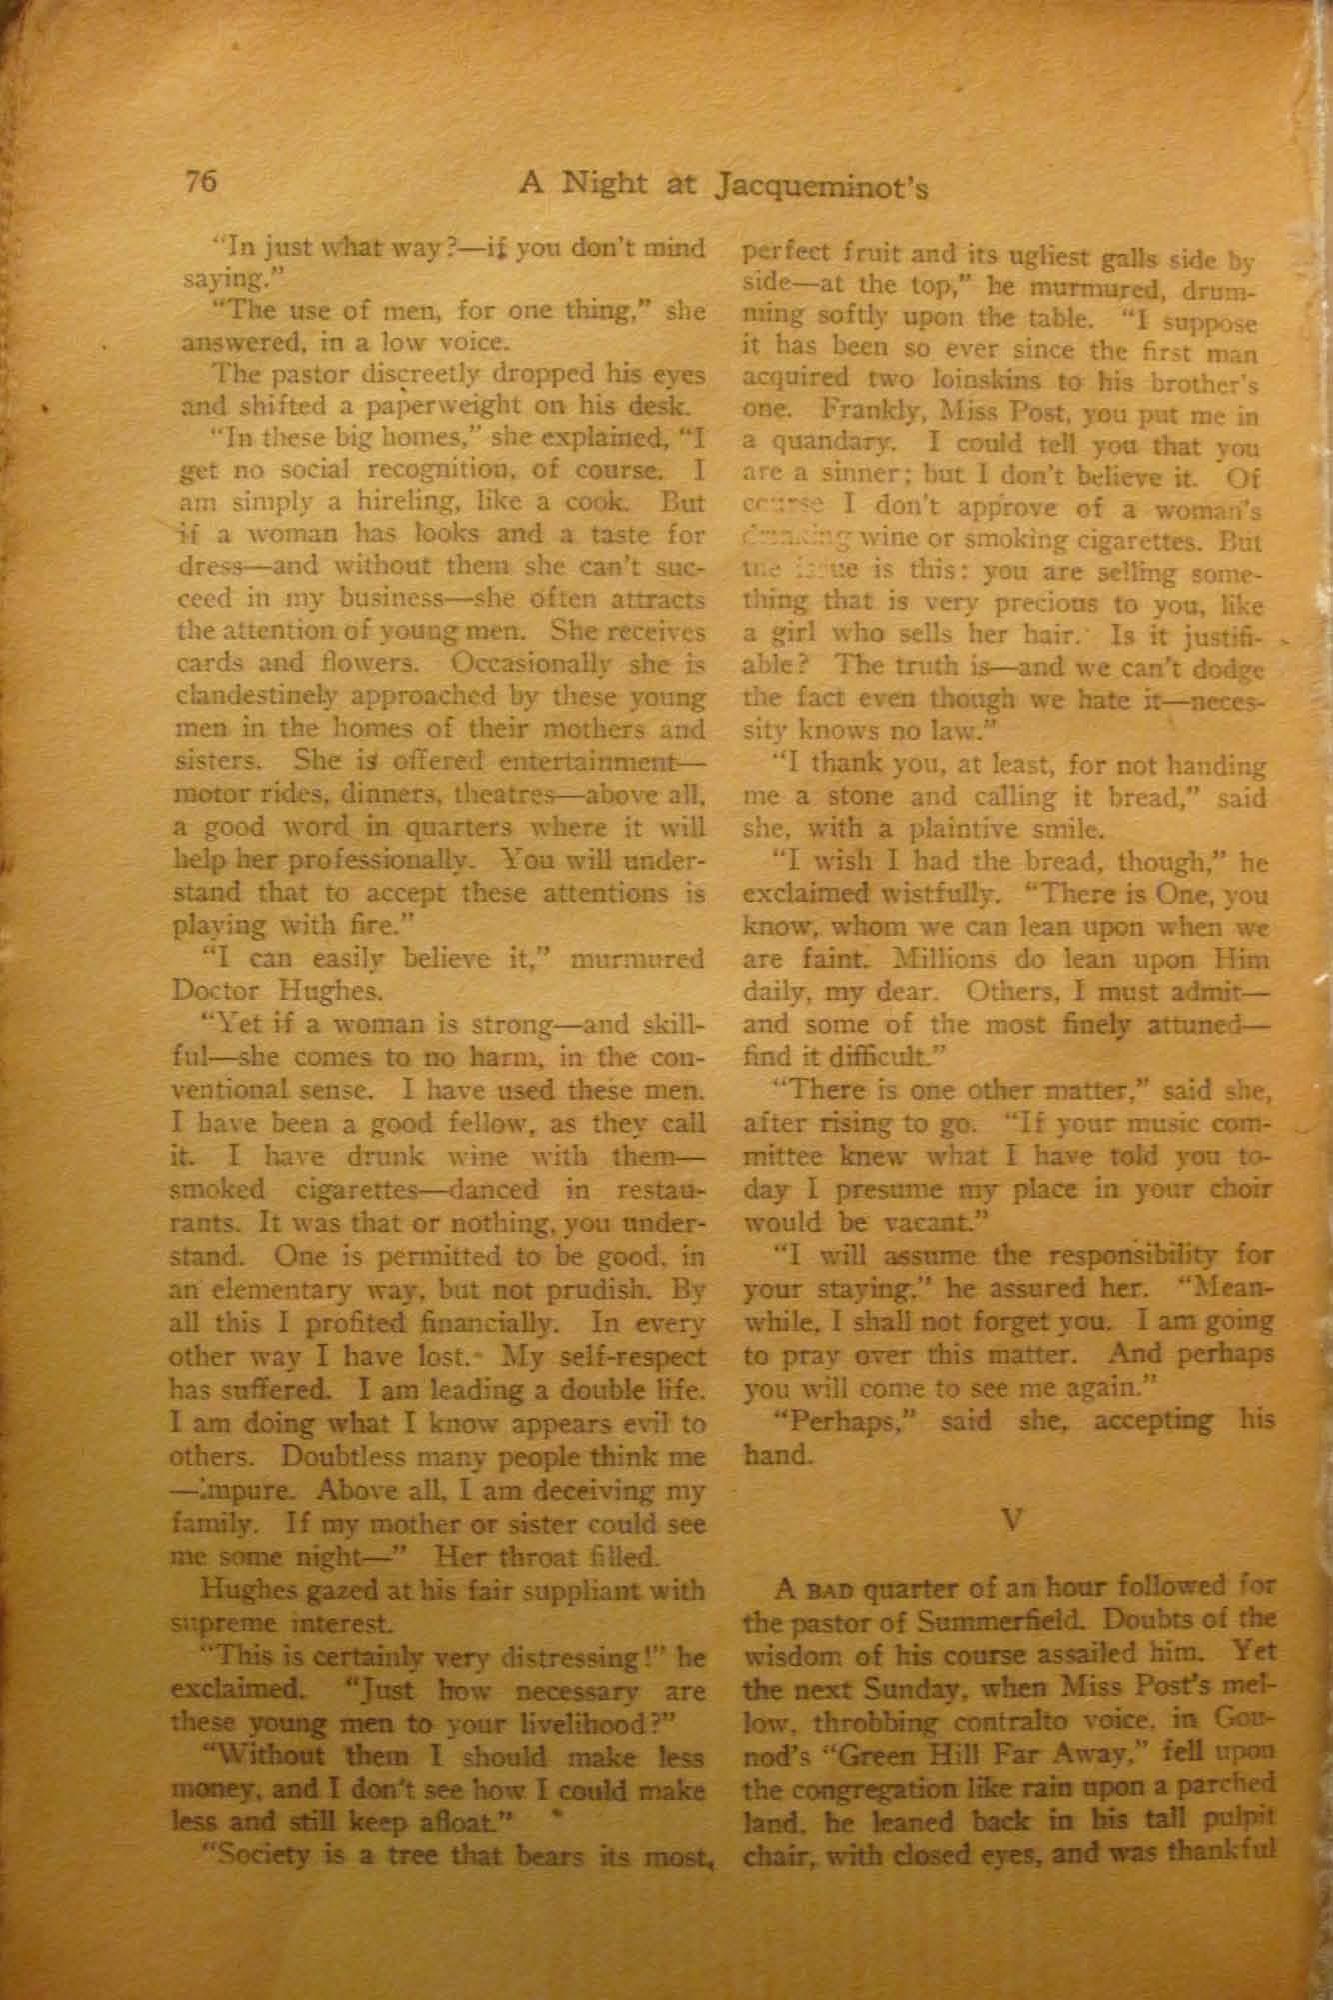 76 A Night at Jacqueminot's
"In just what way?—if you don't mind
saying."
"The use of men, for one thing," she
answered, in a low voice.
The pastor discreetly dropped his eyes
and shifted a paperweight on his desk.
"In these big homes," she explained, "I
get no social recognition, of course. I
am simply a hireling, like a cook. But
if a woman has looks and a taste for
dress—and without them she can't suc-
ceed in my business—she often attracts
the attention of young men. She receives
cards and flowers. Occasionally she is
clandestinely approached by these young
men in the homes of their mothers and
sisters. She is offered entertainment—
motor rides, dinners, theatres—above all,
a good word in quarters where it will
help her professionally. You will under-
stand that to accept these attentions is
playing with fire."
"I can easily believe it," murmured
Doctor Hughes.
"Yet if a woman is strong—and skill-
ful—she comes to no harm, in the con-
ventional sense. I have used these men.
I have been a good fellow, as they call
it. I have drunk wine with them—
smoked cigarettes—danced in restau-
rants. It was that or nothing, you under-
stand. One is permitted to be good, in
an elementary way, but not prudish. By
all this I profited financially. In every
other way I have lost. My self-respect
has suffered. I am leading a double life.
I am doing what I know appears evil to
others. Doubtless many people think me
—impure. Above all, I am deceiving my
family. If my mother or sister could see
me some night—" Her throat filled.
Hughes gazed at his fair suppliant with
supreme interest.
"This is certainly very distressing!" he
exclaimed. "Just how necessary are
these young men to your livelihood?"
"Without them I should make less
money, and I don't see how I could make
less and still keep afloat."
"Society is a tree that bears its most,
perfect fruit and its ugliest galls side by
side—at the top," he murmured, drum-
ming softly upon the table. "I suppose
it has been so ever since the first man
acquired two loinskins to his brother's
one. Frankly, Miss Post, you put me in
a quandary. I could tell you that you
are a sinner; but I don't believe it. Of
course I don't approve of a woman's
drinking wine or smoking cigarettes. But
the issue is this: you are selling some-
thing that is very precious to you, like
a girl who sells her hair. Is it justifi-
able? The truth is—and we can't dodge
the fact even though we hate it—neces-
sity knows no law."
"I thank you, at least, for not handing
me a stone and calling it bread," said
she, with a plaintive smile.
"I wish I had the bread, though," he
exclaimed wistfully. "There is One, you
know, whom we can lean upon when we
are faint. Millions do lean upon Him
daily, my dear. Others, I must admit—
and some of the most finely attuned—
find it difficult."
"There is one other matter," said she,
after rising to go. "If your music com-
mittee knew what I have told you to-
day I presume my place in your choir
would be vacant."
"I will assume the responsibility for
your staying," he assured her. "Mean-
while, I shall not forget you. I am going
to pray over this matter. And perhaps
you will come to see me again."
"Perhaps," said she, accepting his
hand.
V
A BAD quarter of an hour followed for
the pastor of Summerfield. Doubts of the
wisdom of his course assailed him. Yet
the next Sunday, when Miss Post's mel-
low, throbbing contralto voice, in Gou-
nod's "Green Hill Far Away," fell upon
the congregation like rain upon a parched
land, he leaned back in his tall pulpit
chair, with closed eyes, and was thankful